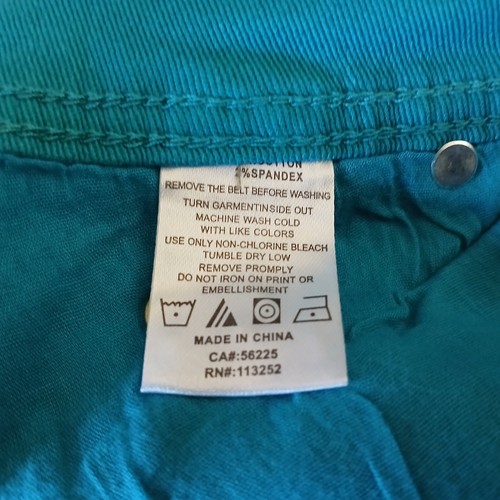 COTTON
%SPANDEX
REMOVE THE BELT BEFORE WASHING
TURN GARMENTINSIDE OUT
MACHINE WASH COLD
WITH LIKE COLORS
USE ONLY NON-CHLORINE BLEACH
TUMBLE DRY LOW
REMOVE PROMPLY
DO NOT IRON ON PRINT OR
EMBELLISHMENT
MADE IN CHINA
CA#:56225
RN#:113252